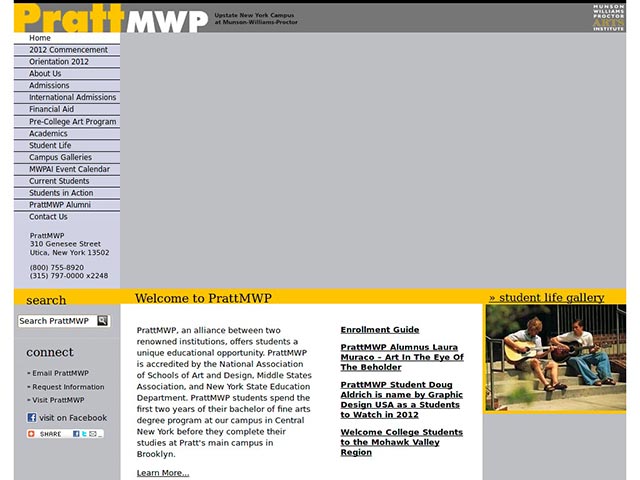 PrattMWP
Upstate New York Campus
at Munson-Williams-Proctor
MUNSON
WILLIAMS
PROCTOR
ARTS
INSTITUTE
Home
2012 Commencement
Orientation 2012
About Us
Admissions
International Admissions
Financial Aid
Pre-College Art Program
Academics
Student Life
Campus Galleries
MWPAI Event Calendar
Current Students
Students in Action
PrattMWP Alumni
Contact Us
PrattMWP
310 Genesee Street
Utica, New York 13502
(800) 755-8920
(315) 797-0000 x2248
search
Search PrattMWP
connect
» Email PrattMWP
» Request Information
» Visit PrattMWP
visit on Facebook
SHARE
Welcome to PrattMWP
PrattMWP, an alliance between two
renowned institutions, offers students a
unique educational opportunity. PrattMWP
is accredited by the National Association
of Schools of Art and Design, Middle States
Association, and New York State Education
Department. PrattMWP students spend the
first two years of their bachelor of fine arts
degree program at our campus in Central
New York before they complete their
studies at Pratt's main campus in
Brooklyn.
Learn More...
Enrollment Guide
PrattMWP Alumnus Laura
Muraco – Art In The Eye Of
The Beholder
PrattMWP Student Doug
Aldrich is name by Graphic
Design USA as a Students
to Watch in 2012
Welcome College Students
to the Mohawk Valley
Region
» student life gallery